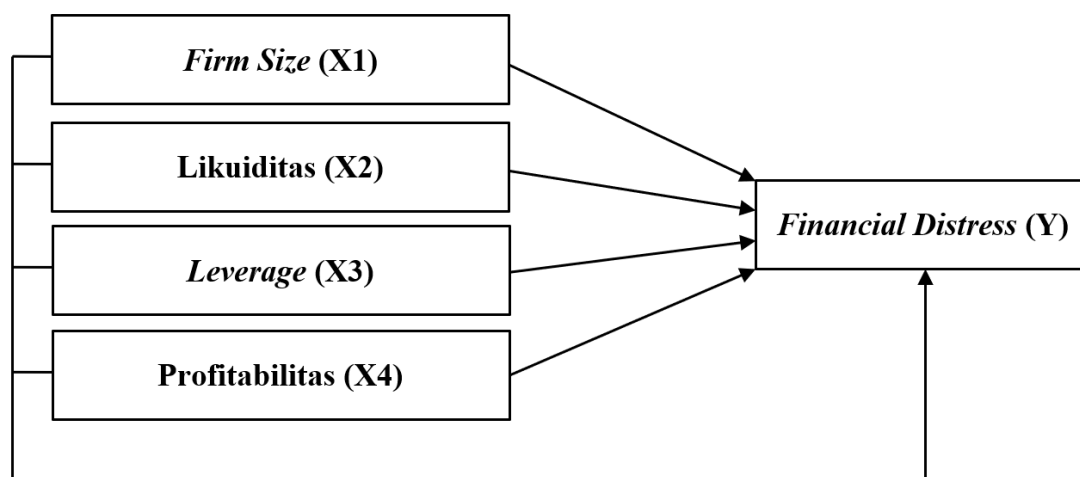 Firm Size (X1)
Likuiditas (X2)
Leverage (X3)
Profitabilitas (X4)
Financial Distress (Y)